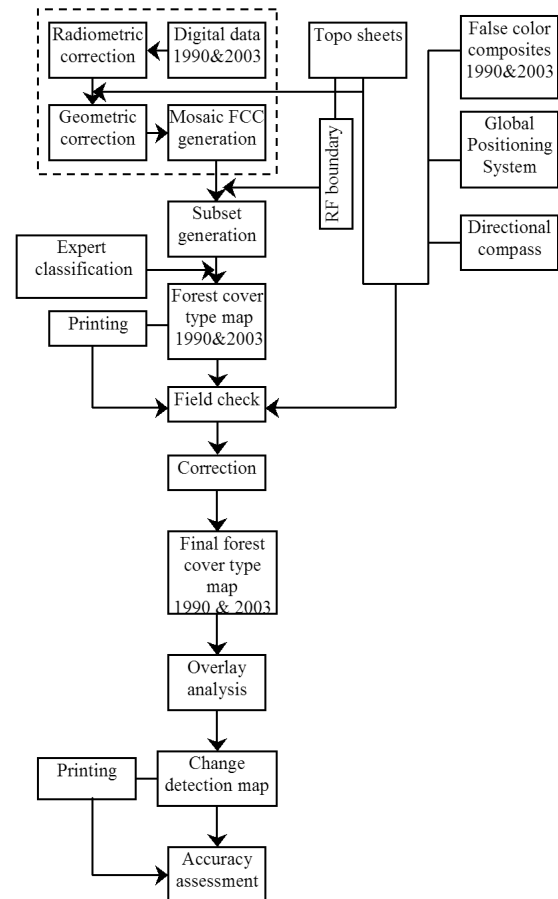 Radiometric
correction
Digital data
1990&2003
Topo sheets
False color
composites
1990&2003
Geometric
correction
Mosaic FCC
generation
Global
Positioning
System
RF boundary
Subset
generation
Directional
compass
Expert
classification
Forest cover
type map
1990&2003
Printing
Field check
Correction
Final forest
cover type
map
1990 & 2003
Overlay
analysis
Printing
Change
detection map
Accuracy
assessment